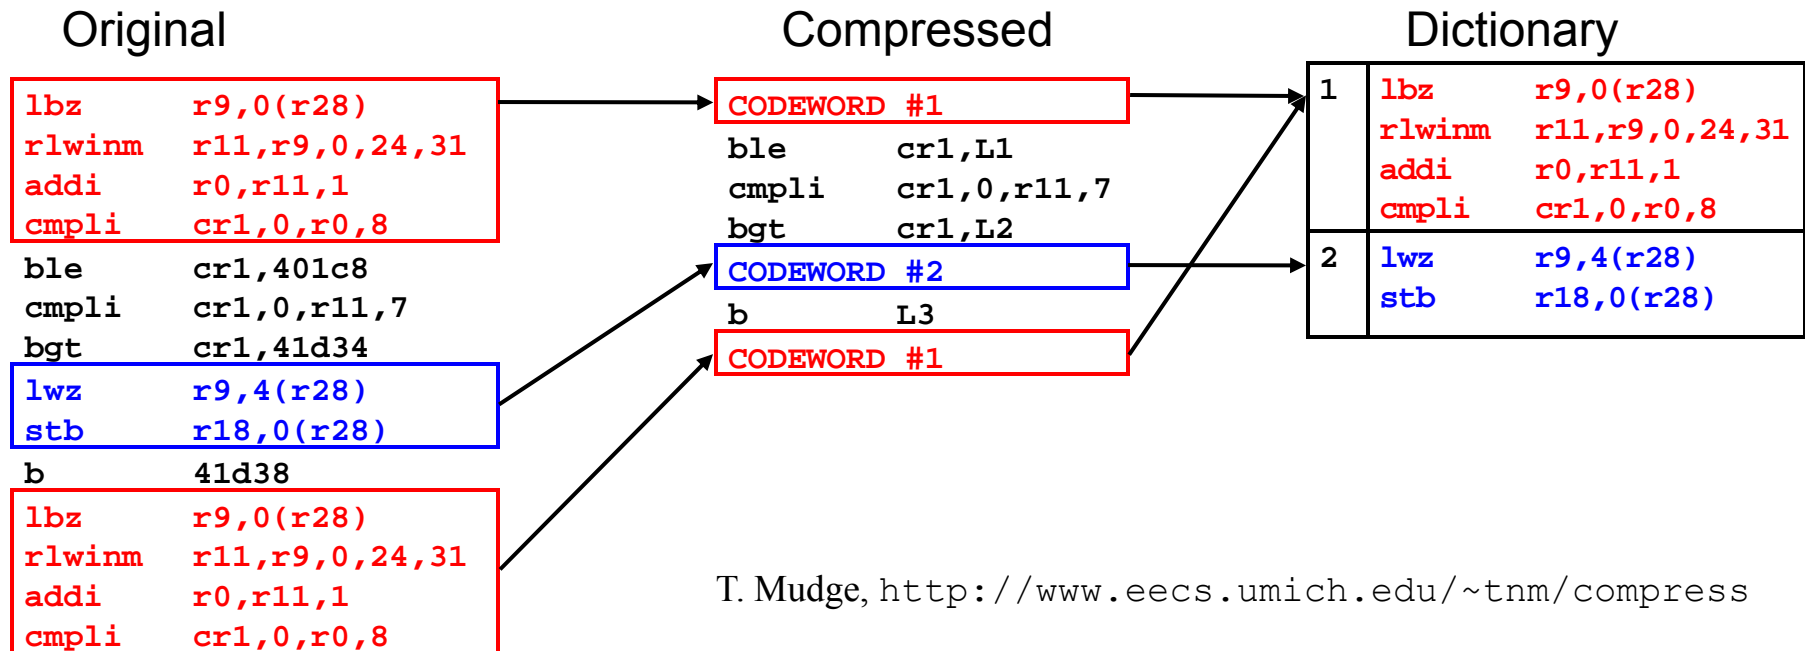 Original
lbz r9,0(r28)
rlwinm r11,r9,0,24,31
addi r0,r11,1
cmpli cr1,0,r0,8
ble cr1,401c8
cmpli cr1,0,r11,7
bgt cr1,41d34
lwz r9,4(r28)
stb r18,0(r28)
b 41d38
lbz r9,0(r28)
rlwinm r11,r9,0,24,31
addi r0,r11,1
cmpli cr1,0,r0,8
Compressed
CODEWORD #1
ble cr1,L1
cmpli cr1,0,r11,7
bgt cr1,L2
CODEWORD #2
b L3
CODEWORD #1
Dictionary
1 lbz r9,0(r28)
rlwinm r11,r9,0,24,31
addi r0,r11,1
cmpli cr1,0,r0,8
2 lwz r9,4(r28)
stb r18,0(r28)
T. Mudge, http://www.eecs.umich.edu/~tnm/compress